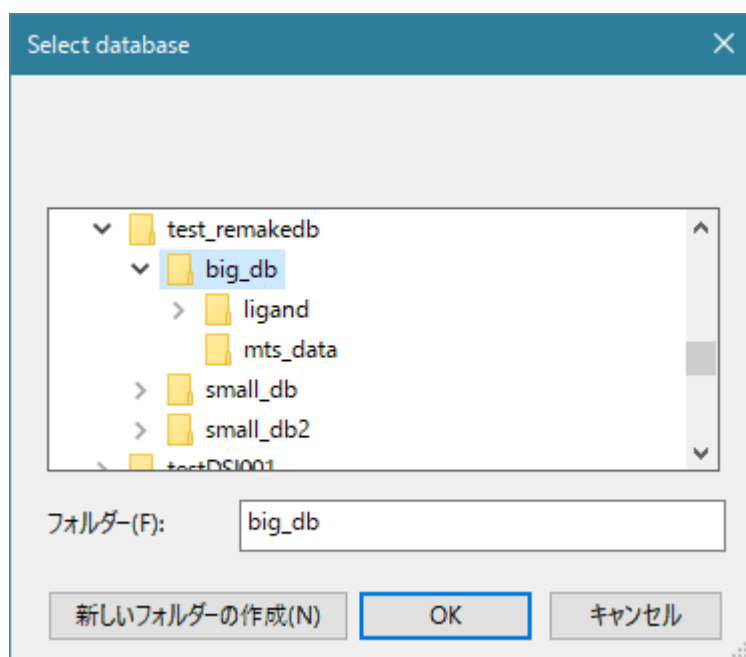 Select database
test_remakedb
big_db
ligand
mts_data
small_db
small_db2
testDSI001
フォルダー(F):
big_db
新しいフォルダーの作成(N)
OK
キャンセル